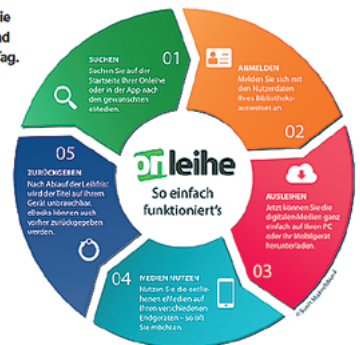 ie
nd
Tag.
SUCHEN
01
Suchen Sie auf der
Startseite Ihrer Onleihe
oder in der App nach
den gewünschten
eMedien.
ANMELDEN
Melden Sie sich mit
den Nutzerdaten
Ihres Bibliotheks-
ausweises an.
02
AUSLEIHEN
Jetzt können Sie die
digitalen Medien ganz
einfach auf Ihren PC
oder Ihr Mobilgerät
herunterladen.
03
04
MEDIEN NUTZEN
Nutzen Sie die entlie-
henen eMedien auf
Ihren verschiedenen
Endgeräten – so oft
Sie möchten.
05
ZURÜCKGEBEN
Nach Ablauf der Leihfrist
wird der Titel auf Ihrem
Gerät unbrauchbar.
eBooks können auch
vorher zurückgegeben
werden.
onleihe
So einfach
funktioniert's